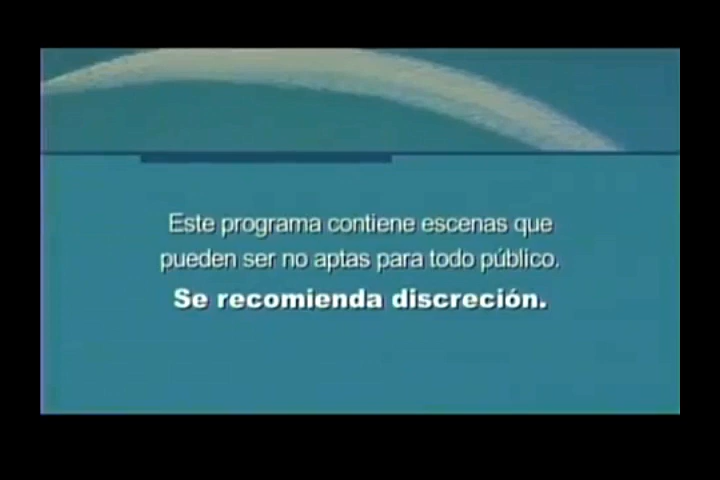 Este programa contiene escenas que
pueden ser no aptas para todo público.
Se recomienda discreción.